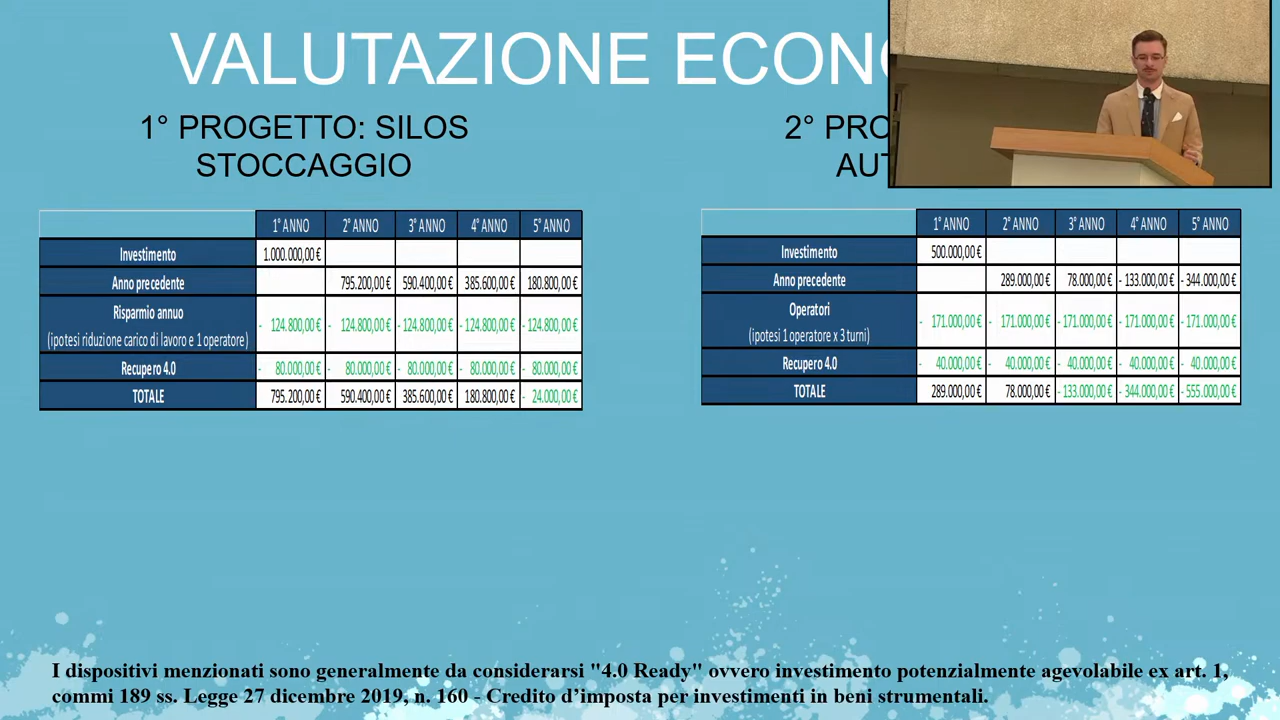 VALUTAZIONE ECON
1° PROGETTO: SILOS
STOCCAGGIO
1° ANNO 2° ANNO 3° ANNO 4° ANNO 5° ANNO
Investimento 1.000.000,00 €
Anno precedente 795.200,00 € 590.400,00 € 385.600,00 € 180.800,00 €
Risparmio annuo
(ipotesi riduzione carico di lavoro e 1 operatore) - 124.800,00 € - 124.800,00 € - 124.800,00 € - 124.800,00 € - 124.800,00 €
Recupero 4.0 - 80.000,00 € - 80.000,00 € - 80.000,00 € - 80.000,00 € - 80.000,00 €
TOTALE 795.200,00 € 590.400,00 € 385.600,00 € 180.800,00 € - 24.000,00 €
2° PRO
AUT
1° ANNO 2° ANNO 3° ANNO 4° ANNO 5° ANNO
Investimento 500.000,00 €
Anno precedente 289.000,00 € 78.000,00 € - 133.000,00 € - 344.000,00 €
Operatori
(ipotesi 1 operatore x 3 turni) - 171.000,00 € - 171.000,00 € - 171.000,00 € - 171.000,00 € - 171.000,00 €
Recupero 4.0 - 40.000,00 € - 40.000,00 € - 40.000,00 € - 40.000,00 € - 40.000,00 €
TOTALE 289.000,00 € 78.000,00 € - 133.000,00 € - 344.000,00 € - 555.000,00 €
I dispositivi menzionati sono generalmente da considerarsi "4.0 Ready" ovvero investimento potenzialmente agevolabile ex art. 1,
commi 189 ss. Legge 27 dicembre 2019, n. 160 - Credito d’imposta per investimenti in beni strumentali.